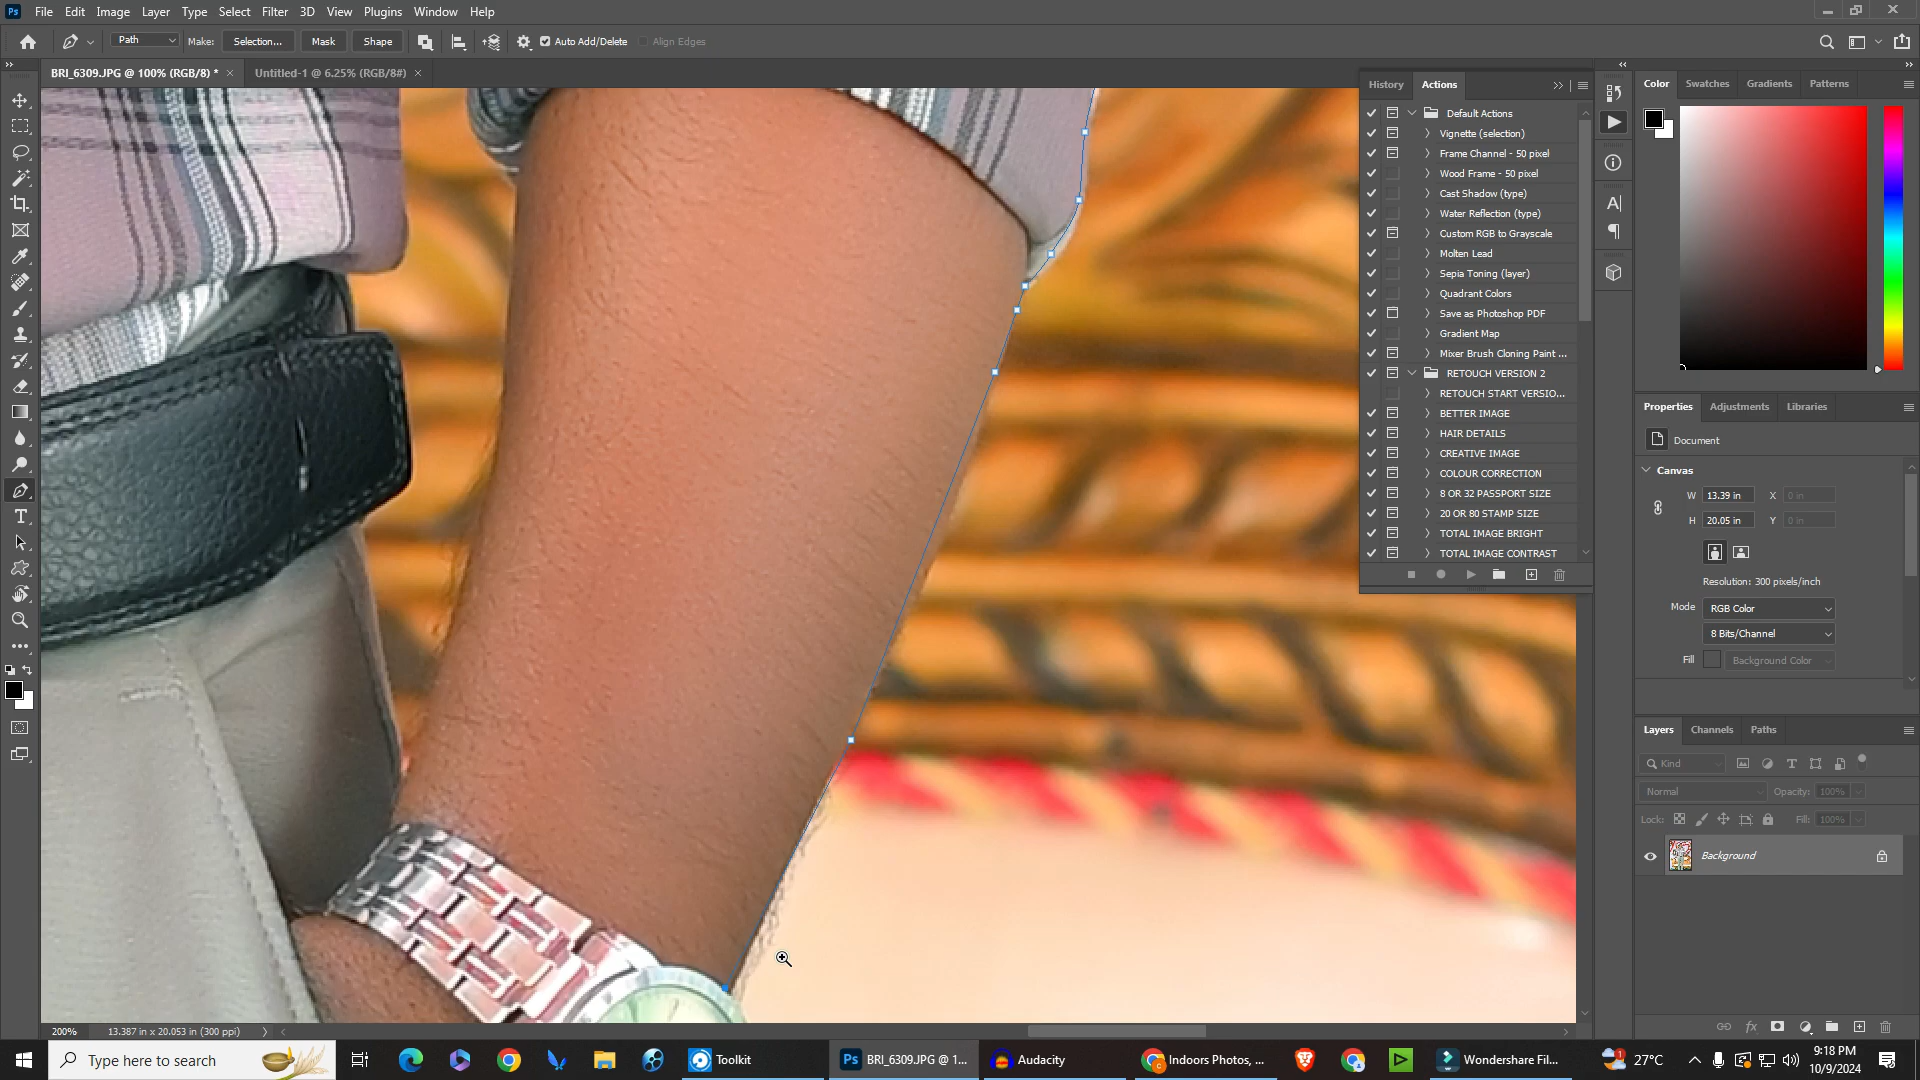 Ps File Edit Image Layer Type Select Filter 3D View Plugins Window Help
Path Make: Selection... Mask Shape Auto Add/Delete Align Edges
BRI_6309.JPG @ 100% (RGB/8) * × Untitled-1 @ 6.25% (RGB/8#) ×
History Actions
Default Actions
Vignette (selection)
Frame Channel - 50 pixel
Wood Frame - 50 pixel
Cast Shadow (type)
Water Reflection (type)
Custom RGB to Grayscale
Molten Lead
Sepia Toning (layer)
Quadrant Colors
Save as Photoshop PDF
Gradient Map
Mixer Brush Cloning Paint ...
RETOUCH VERSION 2
RETOUCH START VERSIO...
BETTER IMAGE
HAIR DETAILS
CREATIVE IMAGE
COLOUR CORRECTION
8 OR 32 PASSPORT SIZE
20 OR 80 STAMP SIZE
TOTAL IMAGE BRIGHT
TOTAL IMAGE CONTRAST
Color Swatches Gradients Patterns
Properties Adjustments Libraries
Document
Canvas
W 13.39 in X 0 in
H 20.05 in Y 0 in
Resolution: 300 pixels/inch
Mode RGB Color
8 Bits/Channel
Fill Background Color
Layers Channels Paths
Kind
Normal Opacity: 100%
Lock: Fill: 100%
Background
200% 13.387 in x 20.053 in (300 ppi)
Type here to search
Toolkit
Ps BRI_6309.JPG @ 1...
Audacity
Indoors Photos, ...
Wondershare Fil...
27°C
9:18 PM
10/9/2024